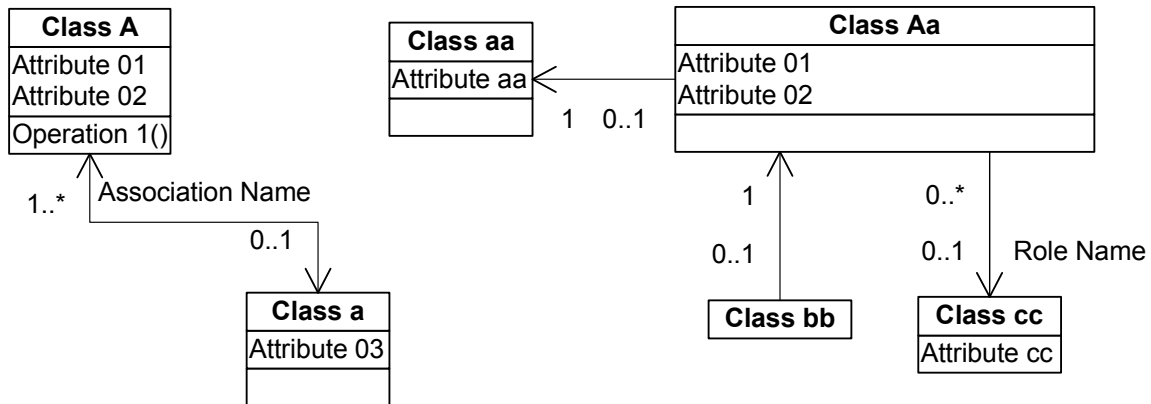 Class A
Attribute 01
Attribute 02
Operation 1()
1..*
Association Name
0..1
Class a
Attribute 03
Class aa
Attribute aa
1
0..1
Class Aa
Attribute 01
Attribute 02
1
0..1
Class bb
0..*
0..1
Role Name
Class cc
Attribute cc